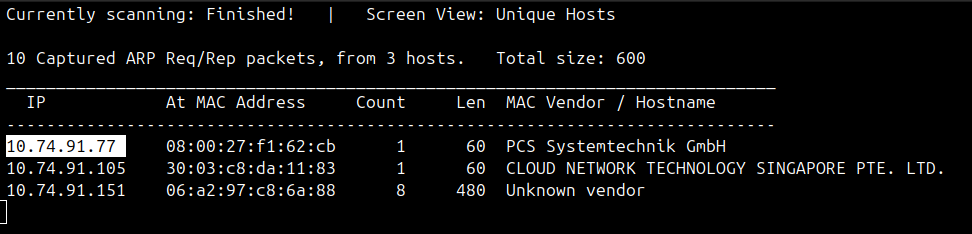 Currently scanning: Finished!   |   Screen View: Unique Hosts
10 Captured ARP Req/Rep packets, from 3 hosts.   Total size: 600
_____________________________________________________________________________
  IP            At MAC Address     Count     Len  MAC Vendor / Hostname
-----------------------------------------------------------------------------
10.74.91.77     08:00:27:f1:62:cb      1      60  PCS Systemtechnik GmbH
10.74.91.105    30:03:c8:da:11:83      1      60  CLOUD NETWORK TECHNOLOGY SINGAPORE PTE. LTD.
10.74.91.151    06:a2:97:c8:6a:88      8     480  Unknown vendor